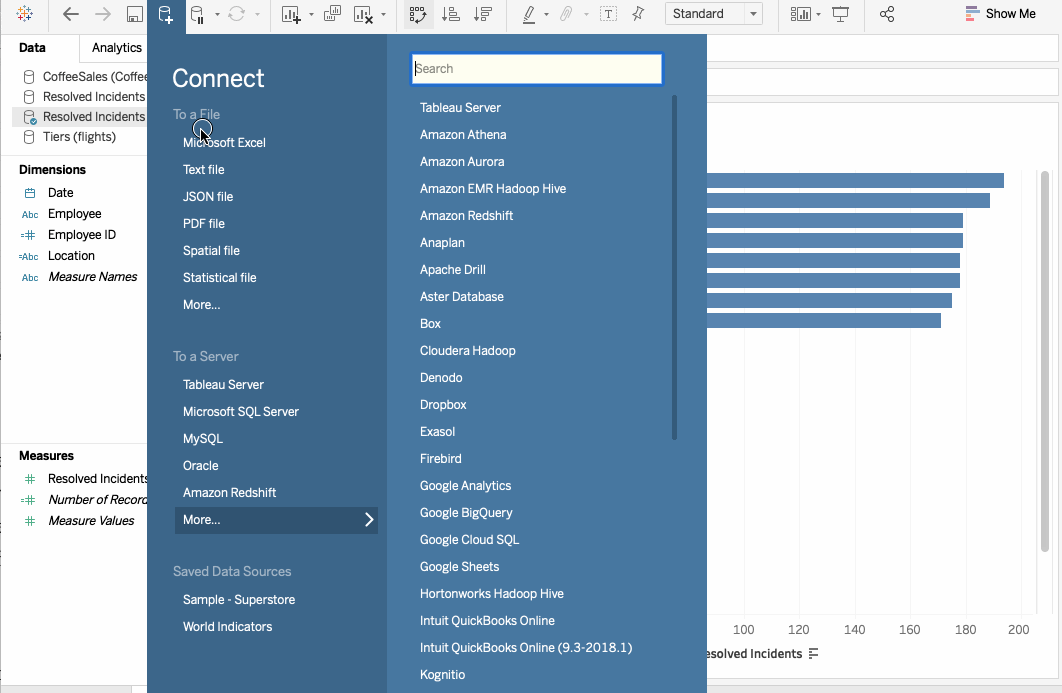 Standard
Show Me
Data
Analytics
CoffeeSales (Coffee
Resolved Incidents
Resolved Incidents
Tiers (flights)
Dimensions
Date
Abc Employee
Employee ID
Abc Location
Abc Measure Names
Measures
Resolved Incidents
Number of Record
Measure Values
Connect
To a File
Microsoft Excel
Text file
JSON file
PDF file
Spatial file
Statistical file
More...
To a Server
Tableau Server
Microsoft SQL Server
MySQL
Oracle
Amazon Redshift
More...
Saved Data Sources
Sample - Superstore
World Indicators
Search
Tableau Server
Amazon Athena
Amazon Aurora
Amazon EMR Hadoop Hive
Amazon Redshift
Anaplan
Apache Drill
Aster Database
Box
Cloudera Hadoop
Denodo
Dropbox
Exasol
Firebird
Google Analytics
Google BigQuery
Google Cloud SQL
Google Sheets
Hortonworks Hadoop Hive
Intuit QuickBooks Online
Intuit QuickBooks Online (9.3-2018.1)
Kognitio
100 120 140 160 180 200
esolved Incidents